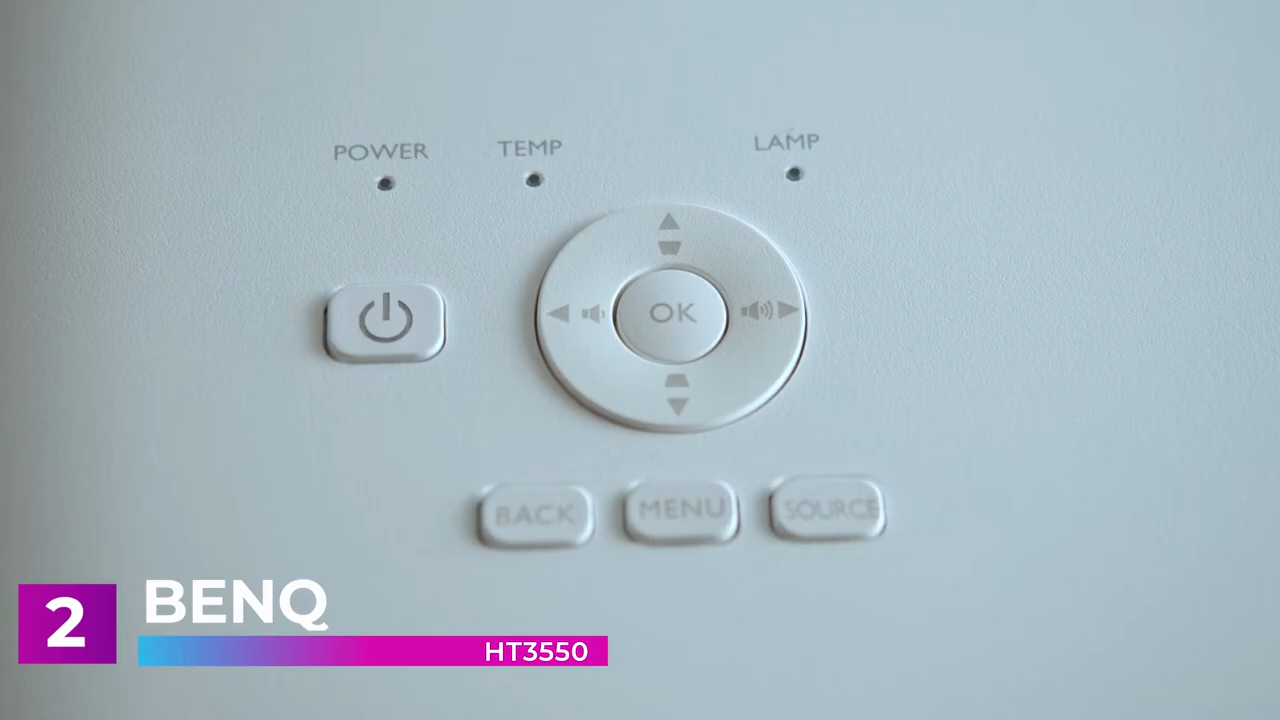 POWER TEMP LAMP
OK
BACK MENU SOURCE
2 BENQ
HT3550